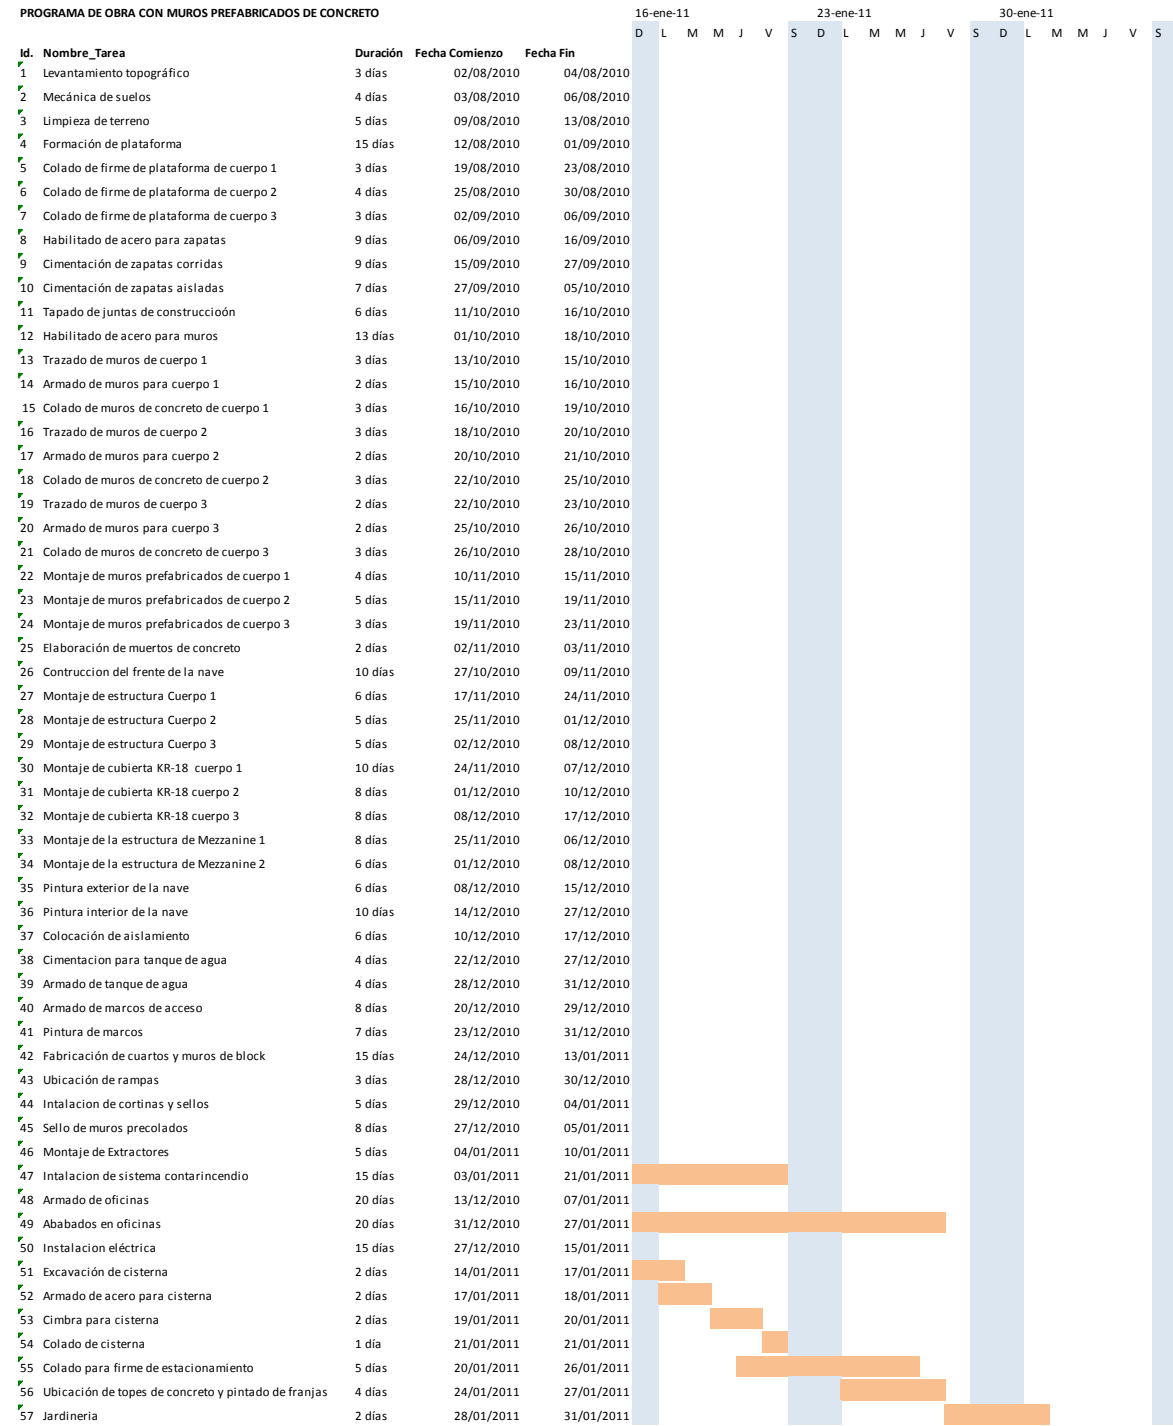 PROGRAMA DE OBRA CON MUROS PREFABRICADOS DE CONCRETO 16-ene-11 23-ene-11 30-ene-11
D L M M J V S D L M M J V S D L M M J V S
Id. Nombre_Tarea Duración Fecha Comienzo Fecha Fin
1 Levantamiento topográfico 3 días 02/08/2010 04/08/2010
2 Mecánica de suelos 4 días 03/08/2010 06/08/2010
3 Limpieza de terreno 5 días 09/08/2010 13/08/2010
4 Formación de plataforma 15 días 12/08/2010 01/09/2010
5 Colado de firme de plataforma de cuerpo 1 3 días 19/08/2010 23/08/2010
6 Colado de firme de plataforma de cuerpo 2 4 días 25/08/2010 30/08/2010
7 Colado de firme de plataforma de cuerpo 3 3 días 02/09/2010 06/09/2010
8 Habilitado de acero para zapatas 9 días 06/09/2010 16/09/2010
9 Cimentación de zapatas corridas 9 días 15/09/2010 27/09/2010
10 Cimentación de zapatas aisladas 7 días 27/09/2010 05/10/2010
11 Tapado de juntas de construccioón 6 días 11/10/2010 16/10/2010
12 Habilitado de acero para muros 13 días 01/10/2010 18/10/2010
13 Trazado de muros de cuerpo 1 3 días 13/10/2010 15/10/2010
14 Armado de muros para cuerpo 1 2 días 15/10/2010 16/10/2010
15 Colado de muros de concreto de cuerpo 1 3 días 16/10/2010 19/10/2010
16 Trazado de muros de cuerpo 2 3 días 18/10/2010 20/10/2010
17 Armado de muros para cuerpo 2 2 días 20/10/2010 21/10/2010
18 Colado de muros de concreto de cuerpo 2 3 días 22/10/2010 25/10/2010
19 Trazado de muros de cuerpo 3 2 días 22/10/2010 23/10/2010
20 Armado de muros para cuerpo 3 2 días 25/10/2010 26/10/2010
21 Colado de muros de concreto de cuerpo 3 3 días 26/10/2010 28/10/2010
22 Montaje de muros prefabricados de cuerpo 1 4 días 10/11/2010 15/11/2010
23 Montaje de muros prefabricados de cuerpo 2 5 días 15/11/2010 19/11/2010
24 Montaje de muros prefabricados de cuerpo 3 3 días 19/11/2010 23/11/2010
25 Elaboración de muertos de concreto 2 días 02/11/2010 03/11/2010
26 Contruccion del frente de la nave 10 días 27/10/2010 09/11/2010
27 Montaje de estructura Cuerpo 1 6 días 17/11/2010 24/11/2010
28 Montaje de estructura Cuerpo 2 5 días 25/11/2010 01/12/2010
29 Montaje de estructura Cuerpo 3 5 días 02/12/2010 08/12/2010
30 Montaje de cubierta KR-18 cuerpo 1 10 días 24/11/2010 07/12/2010
31 Montaje de cubierta KR-18 cuerpo 2 8 días 01/12/2010 10/12/2010
32 Montaje de cubierta KR-18 cuerpo 3 8 días 08/12/2010 17/12/2010
33 Montaje de la estructura de Mezzanine 1 8 días 25/11/2010 06/12/2010
34 Montaje de la estructura de Mezzanine 2 6 días 01/12/2010 08/12/2010
35 Pintura exterior de la nave 6 días 08/12/2010 15/12/2010
36 Pintura interior de la nave 10 días 14/12/2010 27/12/2010
37 Colocación de aislamiento 6 días 10/12/2010 17/12/2010
38 Cimentacion para tanque de agua 4 días 22/12/2010 27/12/2010
39 Armado de tanque de agua 4 días 28/12/2010 31/12/2010
40 Armado de marcos de acceso 8 días 20/12/2010 29/12/2010
41 Pintura de marcos 7 días 23/12/2010 31/12/2010
42 Fabricación de cuartos y muros de block 15 días 24/12/2010 13/01/2011
43 Ubicación de rampas 3 días 28/12/2010 30/12/2010
44 Intalacion de cortinas y sellos 5 días 29/12/2010 04/01/2011
45 Sello de muros precolados 8 días 27/12/2010 05/01/2011
46 Montaje de Extractores 5 días 04/01/2011 10/01/2011
47 Intalacion de sistema contarincendio 15 días 03/01/2011 21/01/2011
48 Armado de oficinas 20 días 13/12/2010 07/01/2011
49 Ababados en oficinas 20 días 31/12/2010 27/01/2011
50 Instalacion eléctrica 15 días 27/12/2010 15/01/2011
51 Excavación de cisterna 2 días 14/01/2011 17/01/2011
52 Armado de acero para cisterna 2 días 17/01/2011 18/01/2011
53 Cimbra para cisterna 2 días 19/01/2011 20/01/2011
54 Colado de cisterna 1 día 21/01/2011 21/01/2011
55 Colado para firme de estacionamiento 5 días 20/01/2011 26/01/2011
56 Ubicación de topes de concreto y pintado de franjas 4 días 24/01/2011 27/01/2011
57 Jardineria 2 días 28/01/2011 31/01/2011